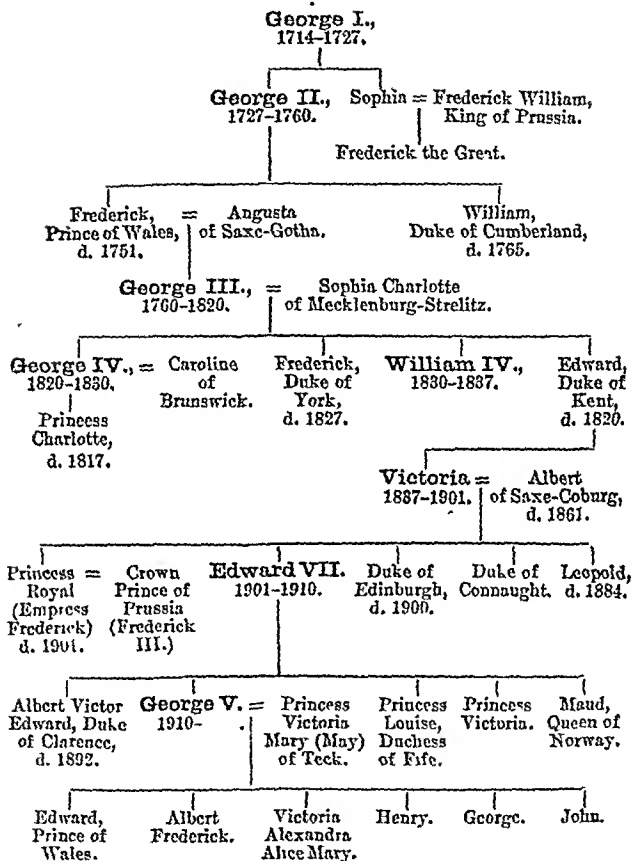 George I.,
1714-1727.
George II., Sophia = Frederick William,
1727-1760. King of Prussia.
Frederick the Great.
Frederick, = Augusta William,
Prince of Wales, of Saxe-Gotha. Duke of Cumberland,
d. 1751. d. 1765.
George III., = Sophia Charlotte
1760-1820. of Mecklenburg-Strelitz.
George IV., = Caroline Frederick, William IV., Edward,
1820-1830. of Duke of 1830-1837. Duke of
Princess Brunswick. York, Kent,
Charlotte, d. 1827. d. 1820.
d. 1817.
Victoria = Albert
1837-1901. of Saxe-Coburg,
d. 1861.
Princess = Crown Edward VII. Duke of Duke of Leopold,
Royal Prince of 1901-1910. Edinburgh, Connaught. d. 1884.
(Empress Prussia d. 1900.
Frederick) (Frederick
d. 1901. III.)
Albert Victor George V. = Princess Princess Princess Maud,
Edward, Duke 1910- . Victoria Louise, Victoria. Queen of
of Clarence, Mary (May) Duchess Norway.
d. 1892. of Teck. of Fife.
Edward, Albert Victoria Henry. George. John.
Prince of Frederick. Alexandra
Wales. Alice Mary.